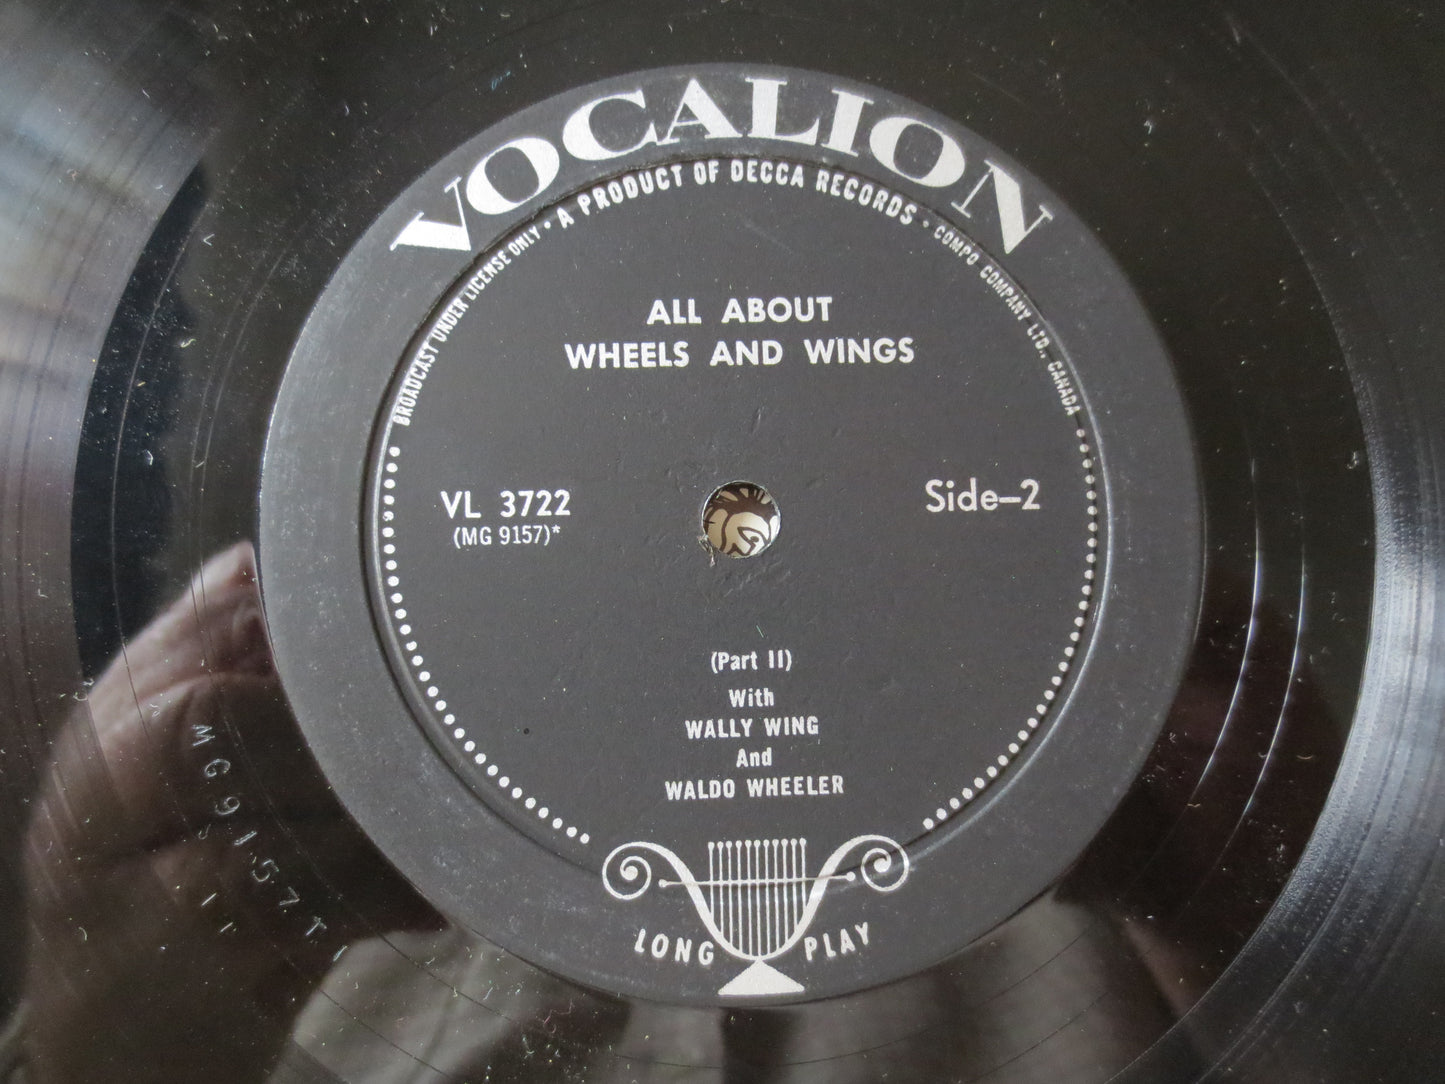 VOCALION
BROADCAST UNDER LICENSE ONLY • A PRODUCT OF DECCA RECORDS • COMPO COMPANY LTD., CANADA
ALL ABOUT
WHEELS AND WINGS
VL 3722
(MG 9157)*
Side-2
(Part II)
With
WALLY WING
And
WALDO WHEELER
LONG PLAY
MG9157T1